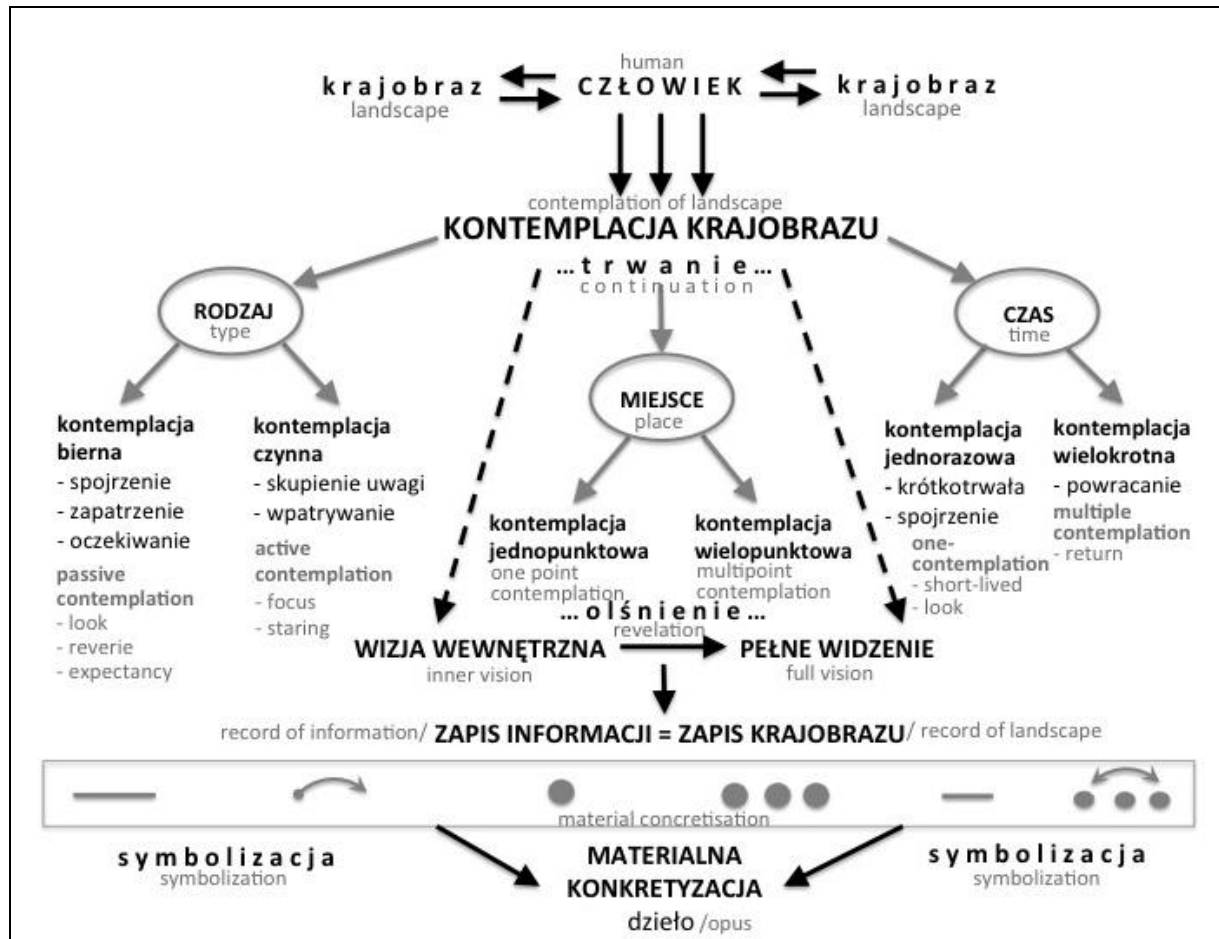 human
krajobraz
CZŁOWIEK
krajobraz
landscape
landscape
contemplation of landscape
KONTEMPLACJA KRAJOBRAZU
...trwanie...
continuation
RODZAJ
type
CZAS
time
MIEJSCE
place
kontemplacja
bierna
- spojrzenie
- zapatrzenie
- oczekiwanie
passive
contemplation
- look
- reverie
- expectancy
kontemplacja
czynna
- skupienie uwagi
- wpatrywanie
active
contemplation
- focus
- staring
kontemplacja
jednopunktowa
one point
contemplation
kontemplacja
wielopunktowa
multipoint
contemplation
kontemplacja
jednorazowa
- krótkotrwała
- spojrzenie
one-
contemplation
- short-lived
- look
kontemplacja
wielokrotna
- powracanie
multiple
contemplation
- return
...olśnienie...
revelation
WIZJA WEWNĘTRZNA
inner vision
PEŁNE WIDZENIE
full vision
record of information/ ZAPIS INFORMACJI = ZAPIS KRAJOBRAZU/ record of landscape
material concretisation
symbolizacja
symbolization
MATERIALNA
KONKRETYZACJA
dzieło /opus
symbolizacja
symbolization